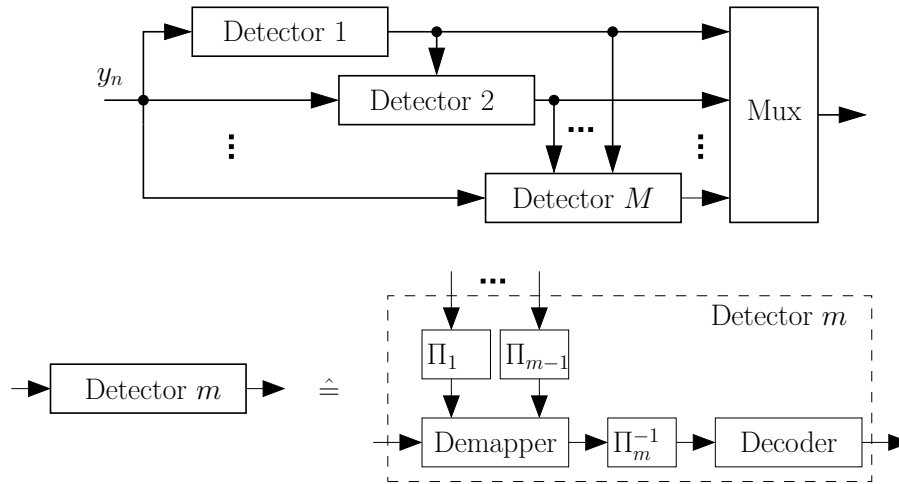 Detector 1
y_n
Detector 2
Mux
Detector M
Detector m
Π_1
Π_{m−1}
Detector m
≙
Demapper
Π_m^{−1}
Decoder